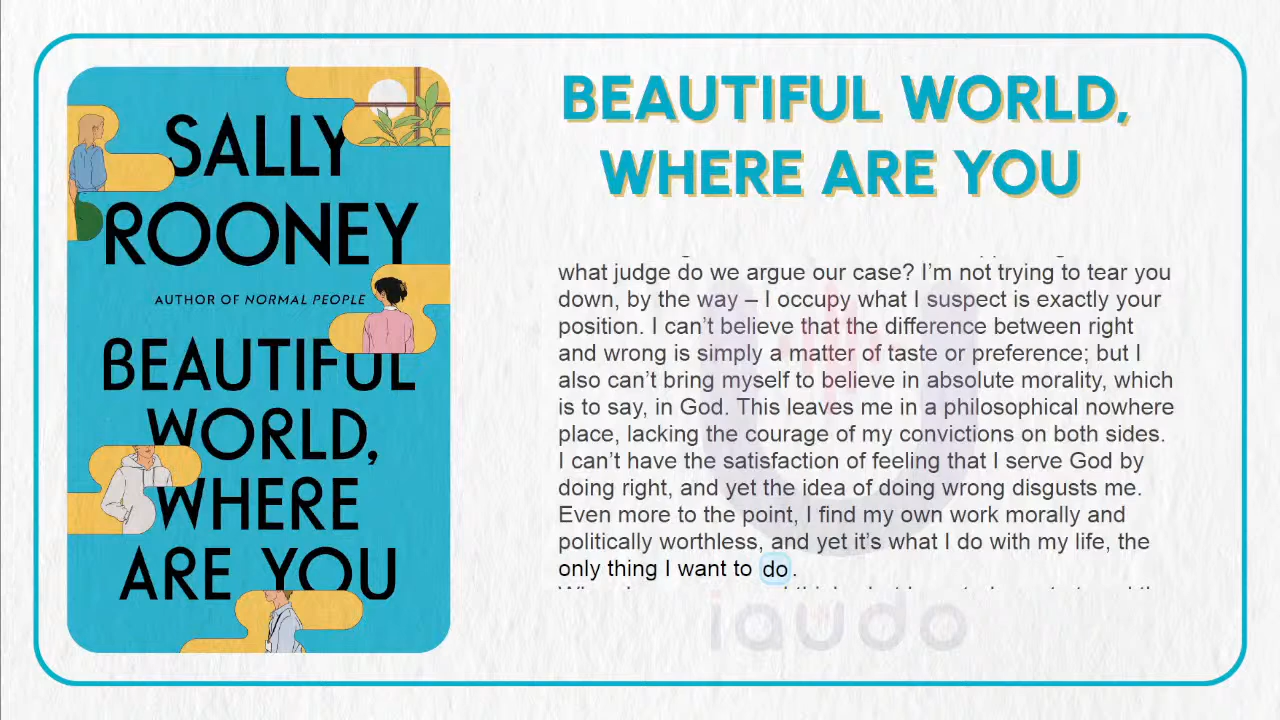 SALLY
ROONEY
AUTHOR OF NORMAL PEOPLE
BEAUTIFUL
WORLD,
WHERE
ARE YOU
BEAUTIFUL WORLD,
WHERE ARE YOU
what judge do we argue our case? I’m not trying to tear you
down, by the way – I occupy what I suspect is exactly your
position. I can’t believe that the difference between right
and wrong is simply a matter of taste or preference; but I
also can’t bring myself to believe in absolute morality, which
is to say, in God. This leaves me in a philosophical nowhere
place, lacking the courage of my convictions on both sides.
I can’t have the satisfaction of feeling that I serve God by
doing right, and yet the idea of doing wrong disgusts me.
Even more to the point, I find my own work morally and
politically worthless, and yet it’s what I do with my life, the
only thing I want to do.
iaudo